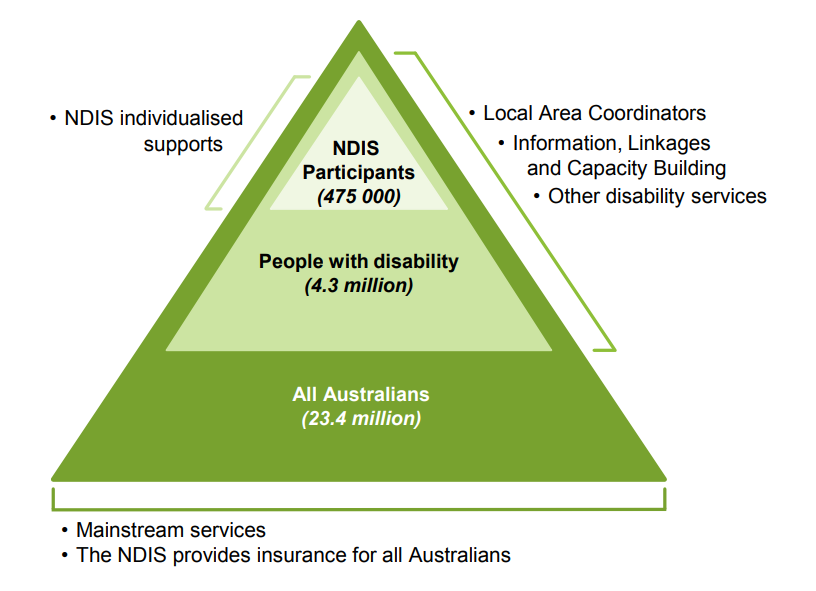 • NDIS individualised
supports
• Local Area Coordinators
• Information, Linkages
and Capacity Building
• Other disability services
NDIS
Participants
(475 000)
People with disability
(4.3 million)
All Australians
(23.4 million)
• Mainstream services
• The NDIS provides insurance for all Australians